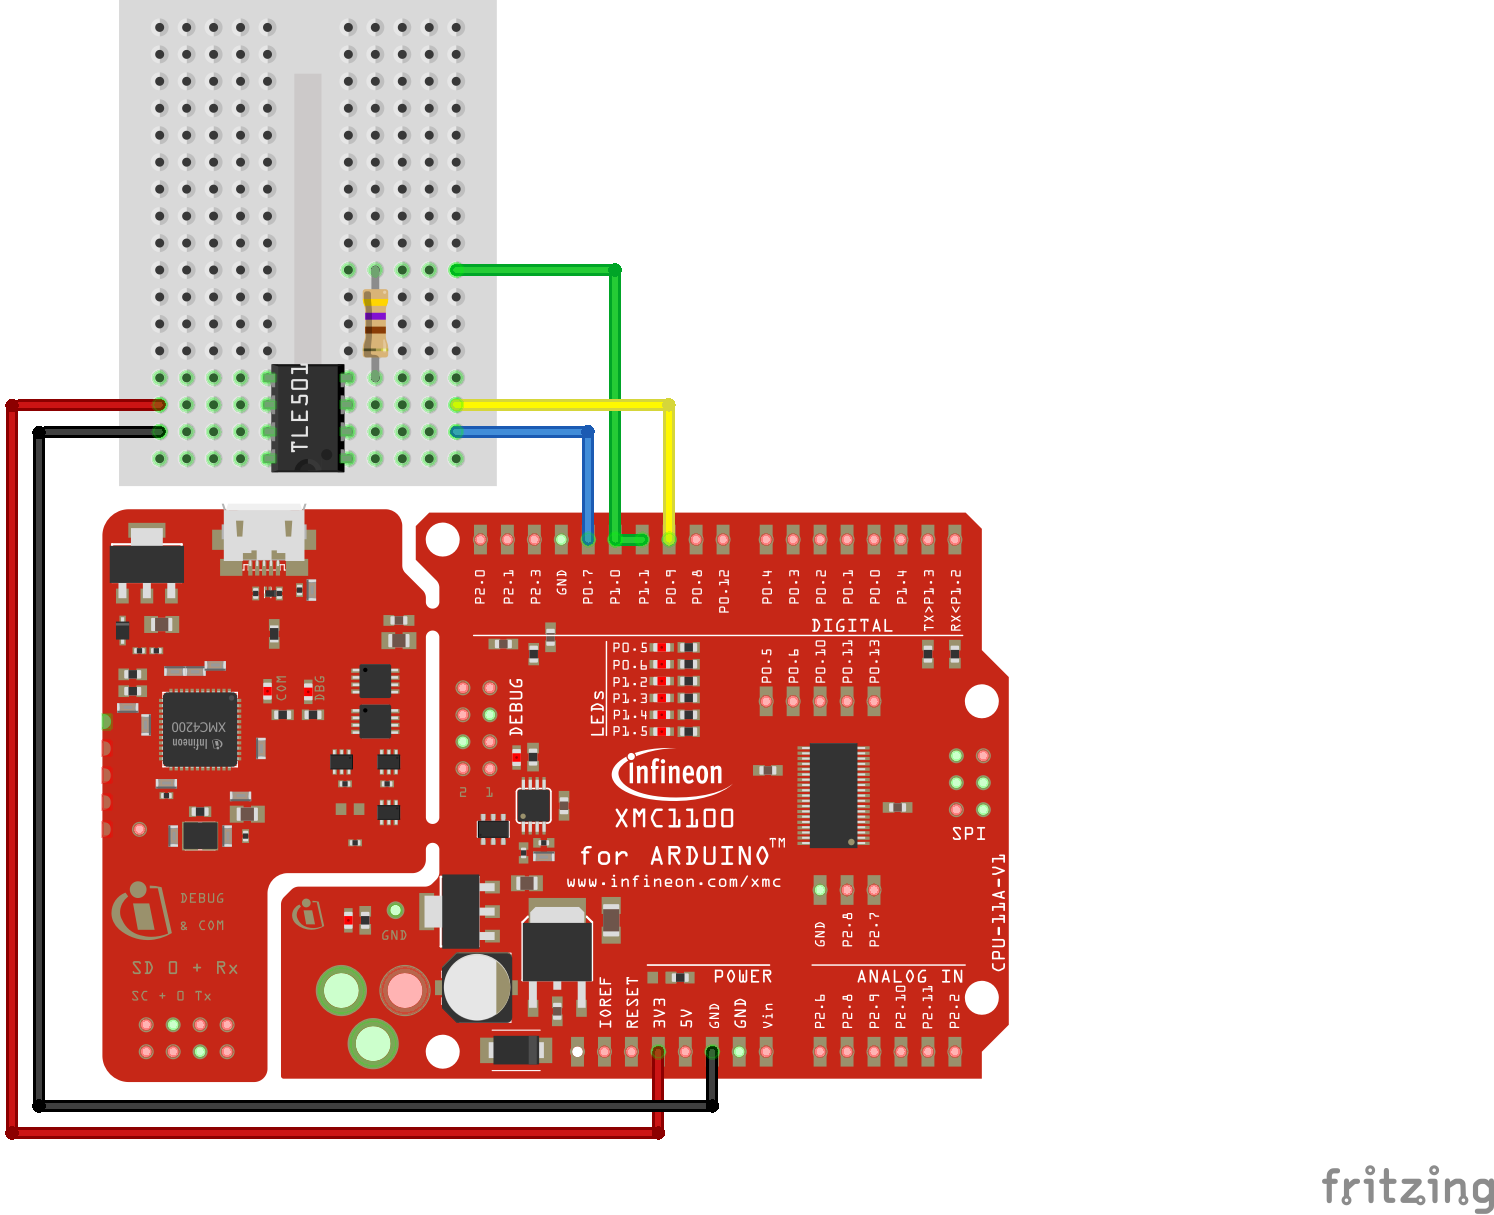 TLE501
P2.0
P2.1
P2.3
GND
P0.7
P1.0
P1.1
P0.9
P0.8
P0.12
P0.4
P0.3
P0.2
P0.1
P0.0
P1.4
TX>P1.3
RX<P1.2
DIGITAL
P0.5
P0.6
P1.2
P1.3
P1.4
P1.5
LEDs
DEBUG
2 1
P0.5
P0.6
P0.10
P0.11
P0.13
COM
DBG
XMC4200
infineon
infineon
XMC1100
for ARDUINO™
www.infineon.com/xmc
SPI
CPU-11A-V1
DEBUG
& COM
SD 0 + Rx
SC + 0 Tx
GND
GND
P2.8
P2.7
POWER
ANALOG IN
IOREF
RESET
3V3
5V
GND
GND
Vin
P2.6
P2.8
P2.9
P2.10
P2.11
P2.2
fritzing